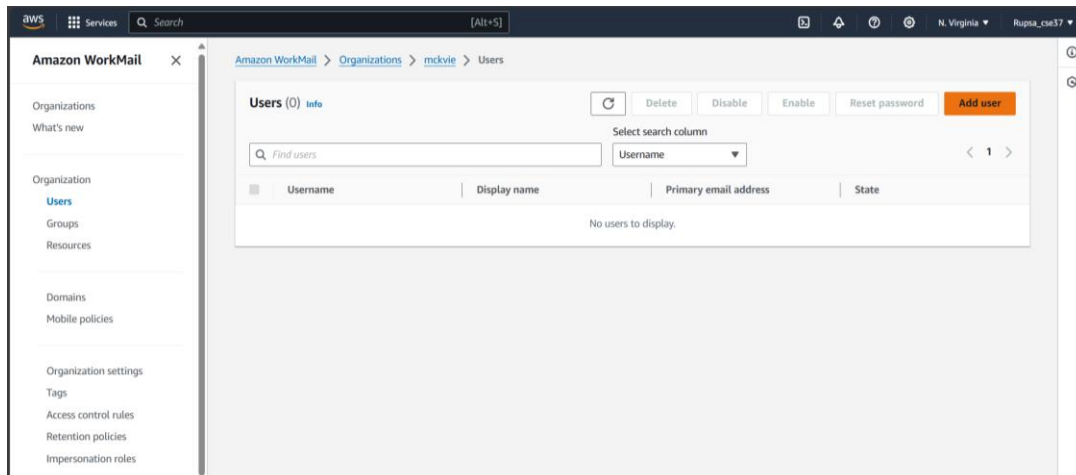 aws Services Search [Alt+S] N. Virginia Rupsa_cse37
Amazon WorkMail
Organizations
What's new
Organization
Users
Groups
Resources
Domains
Mobile policies
Organization settings
Tags
Access control rules
Retention policies
Impersonation roles
Amazon WorkMail > Organizations > mckvie > Users
Users (0) Info
Delete Disable Enable Reset password Add user
Select search column
Find users Username < 1 >
Username Display name Primary email address State
No users to display.